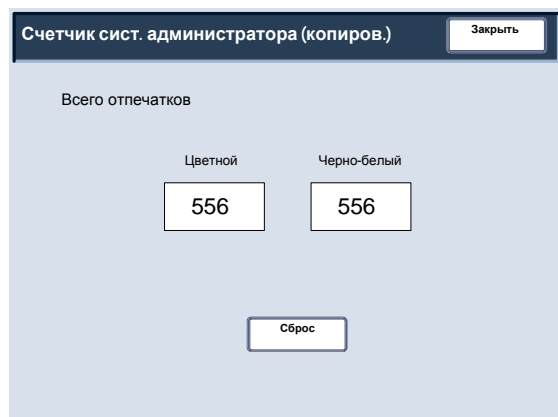 Счетчик сист. администратора (копиров.) Закрыть
Всего отпечатков
Цветной Черно-белый
556 556
Сброс